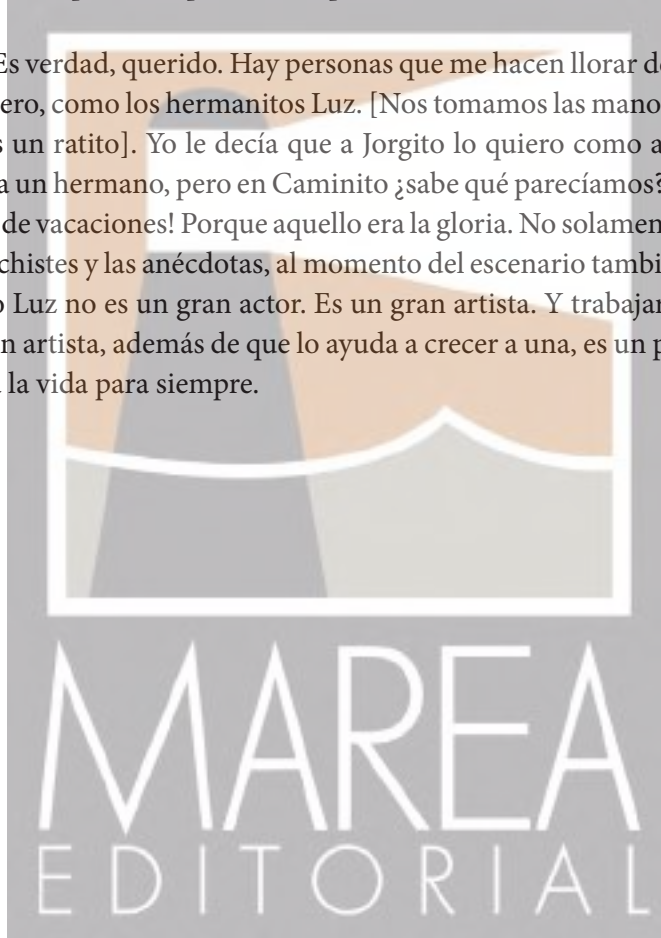 Es verdad, querido. Hay personas que me hacen llorar d
ero, como los hermanitos Luz. [Nos tomamos las mano
s un ratito]. Yo le decía que a Jorgito lo quiero como a
a un hermano, pero en Caminito ¿sabe qué parecíamos?
de vacaciones! Porque aquello era la gloria. No solamen
chistes y las anécdotas, al momento del escenario tambi
o Luz no es un gran actor. Es un gran artista. Y trabajar
n artista, además de que lo ayuda a crecer a una, es un p
la vida para siempre.
MAREA
EDITORIAL